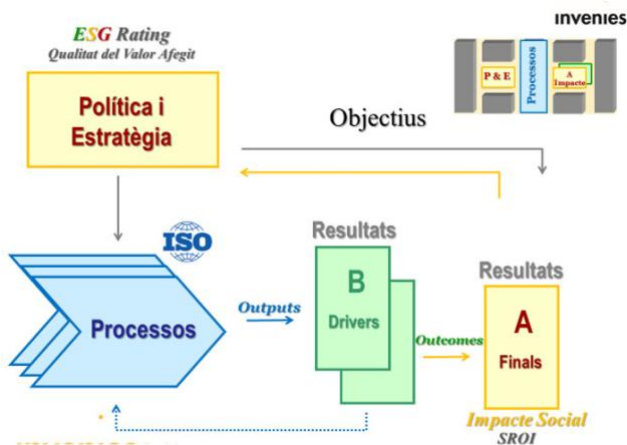 invenies
ESG Rating
Qualitat del Valor Afegit
P & E
Processos
A
Impacte
Política i
Estratègia
Objectius
ISO
Resultats
B
Drivers
Resultats
A
Finals
Processos
Outputs
Outcomes
Impacte Social
SROI